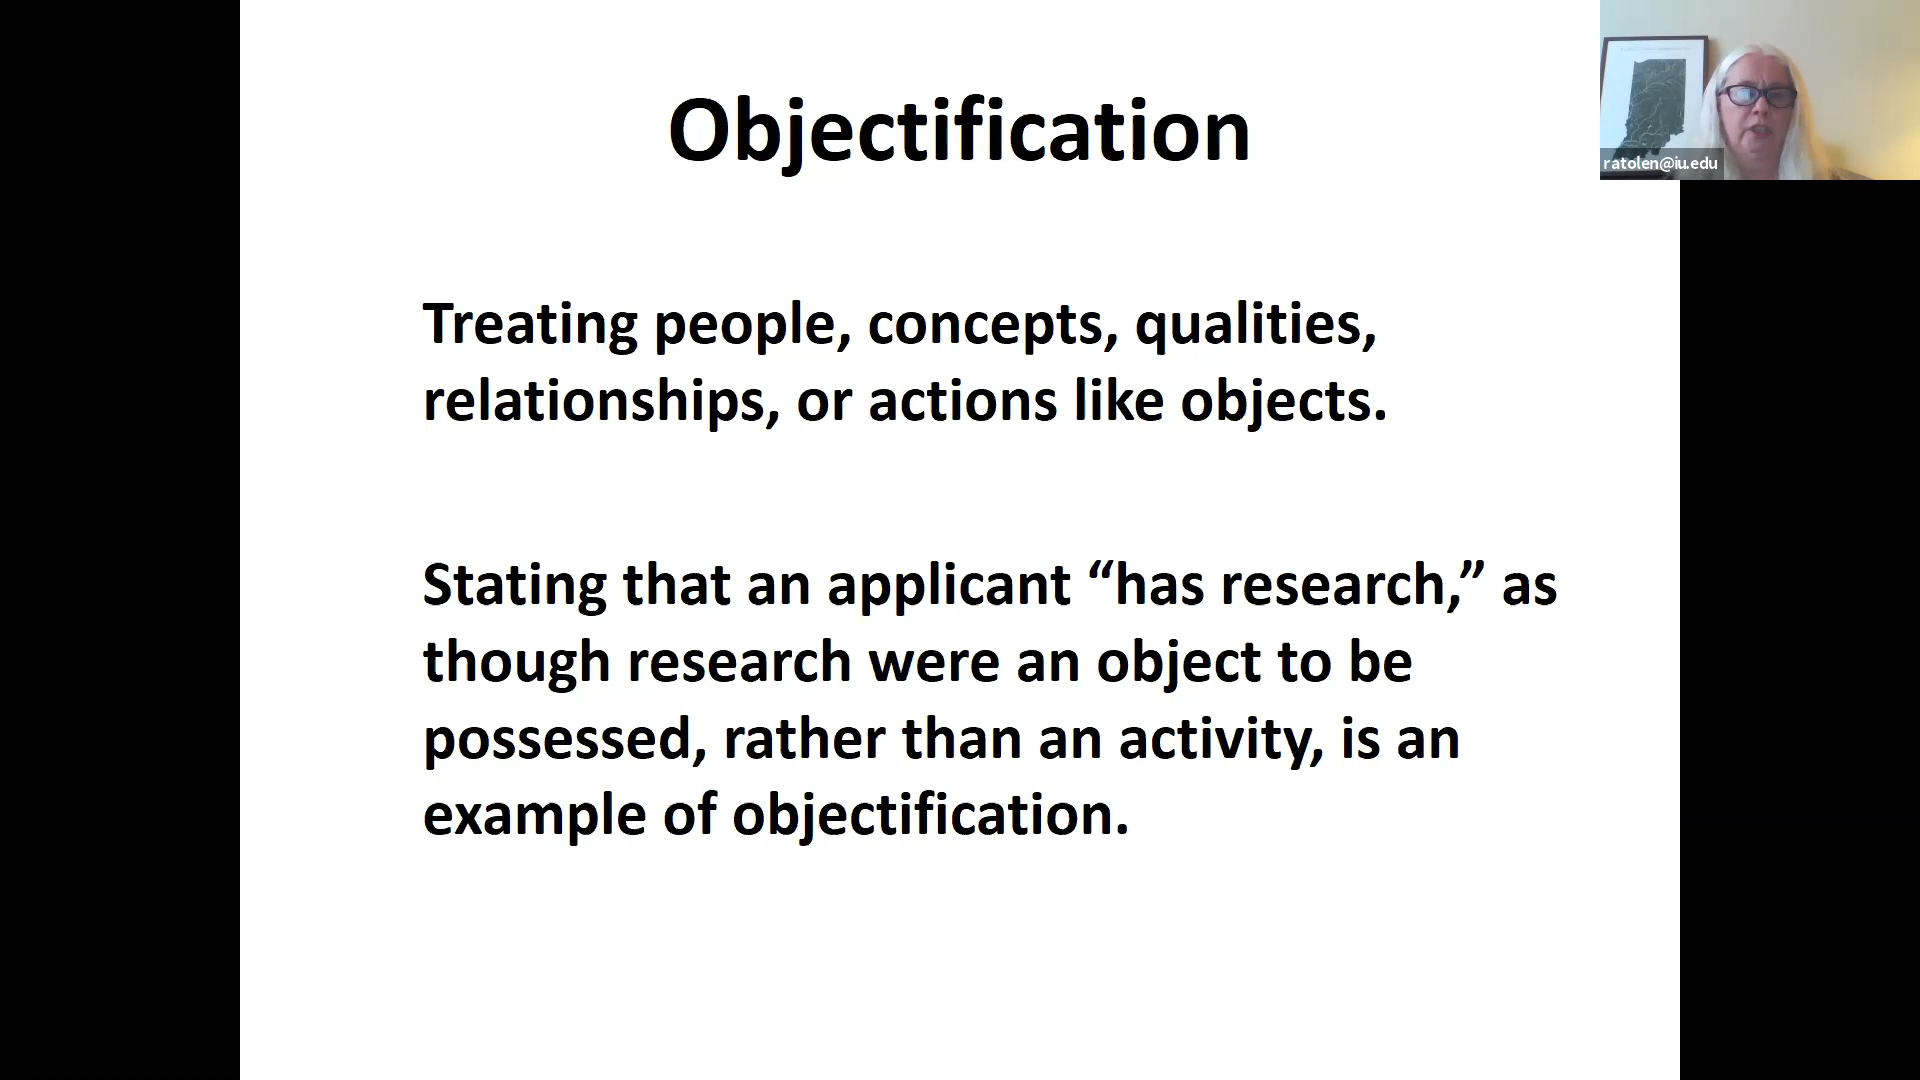 Objectification
ratolen@iu.edu
Treating people, concepts, qualities,
relationships, or actions like objects.
Stating that an applicant “has research,” as
though research were an object to be
possessed, rather than an activity, is an
example of objectification.